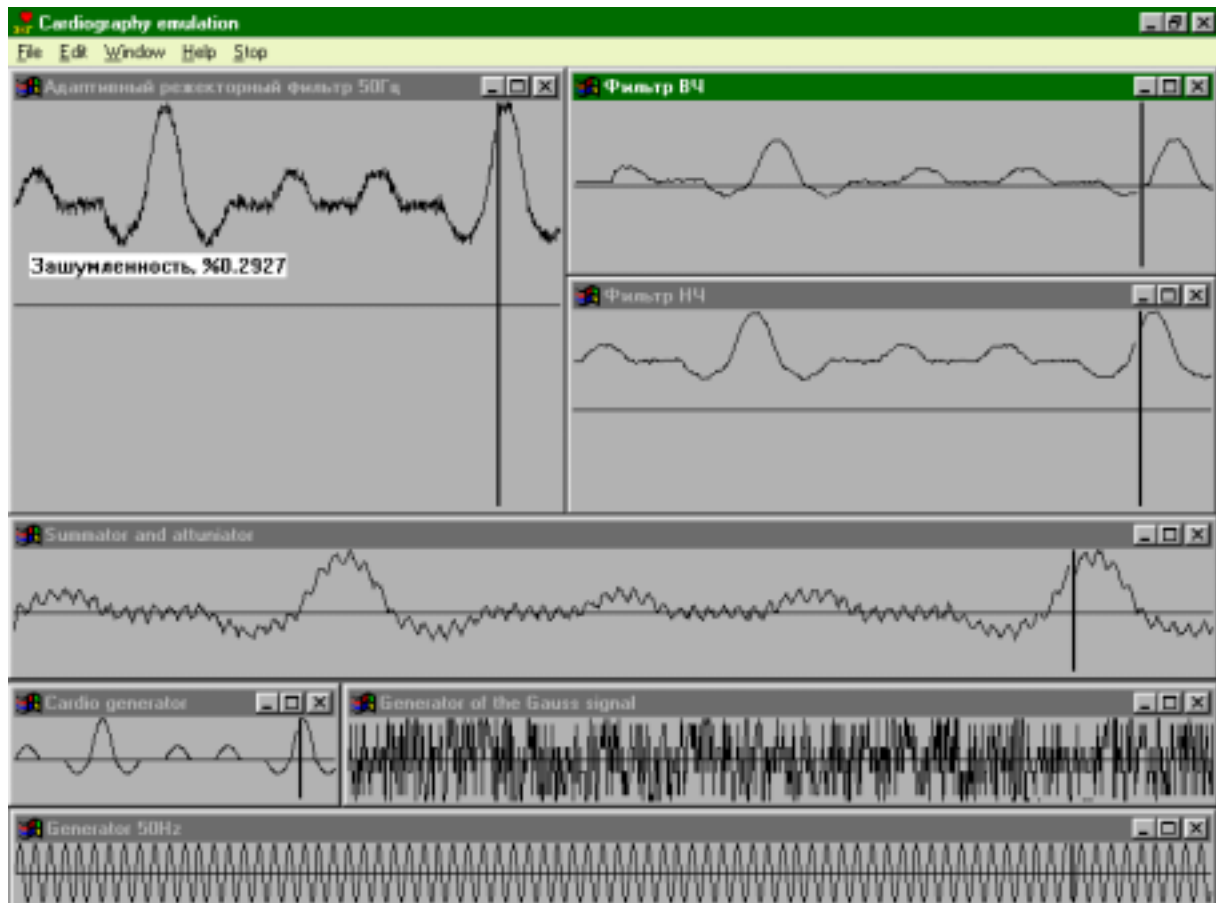 Cardiography emulation
File Edit Window Help Stop
Адаптивный режекторный фильтр 50Гц
Фильтр ВЧ
Зашумленность, %0.2927
Фильтр НЧ
Summator and attuniator
Cardio generator
Generator of the Gauss signal
Generator 50Hz